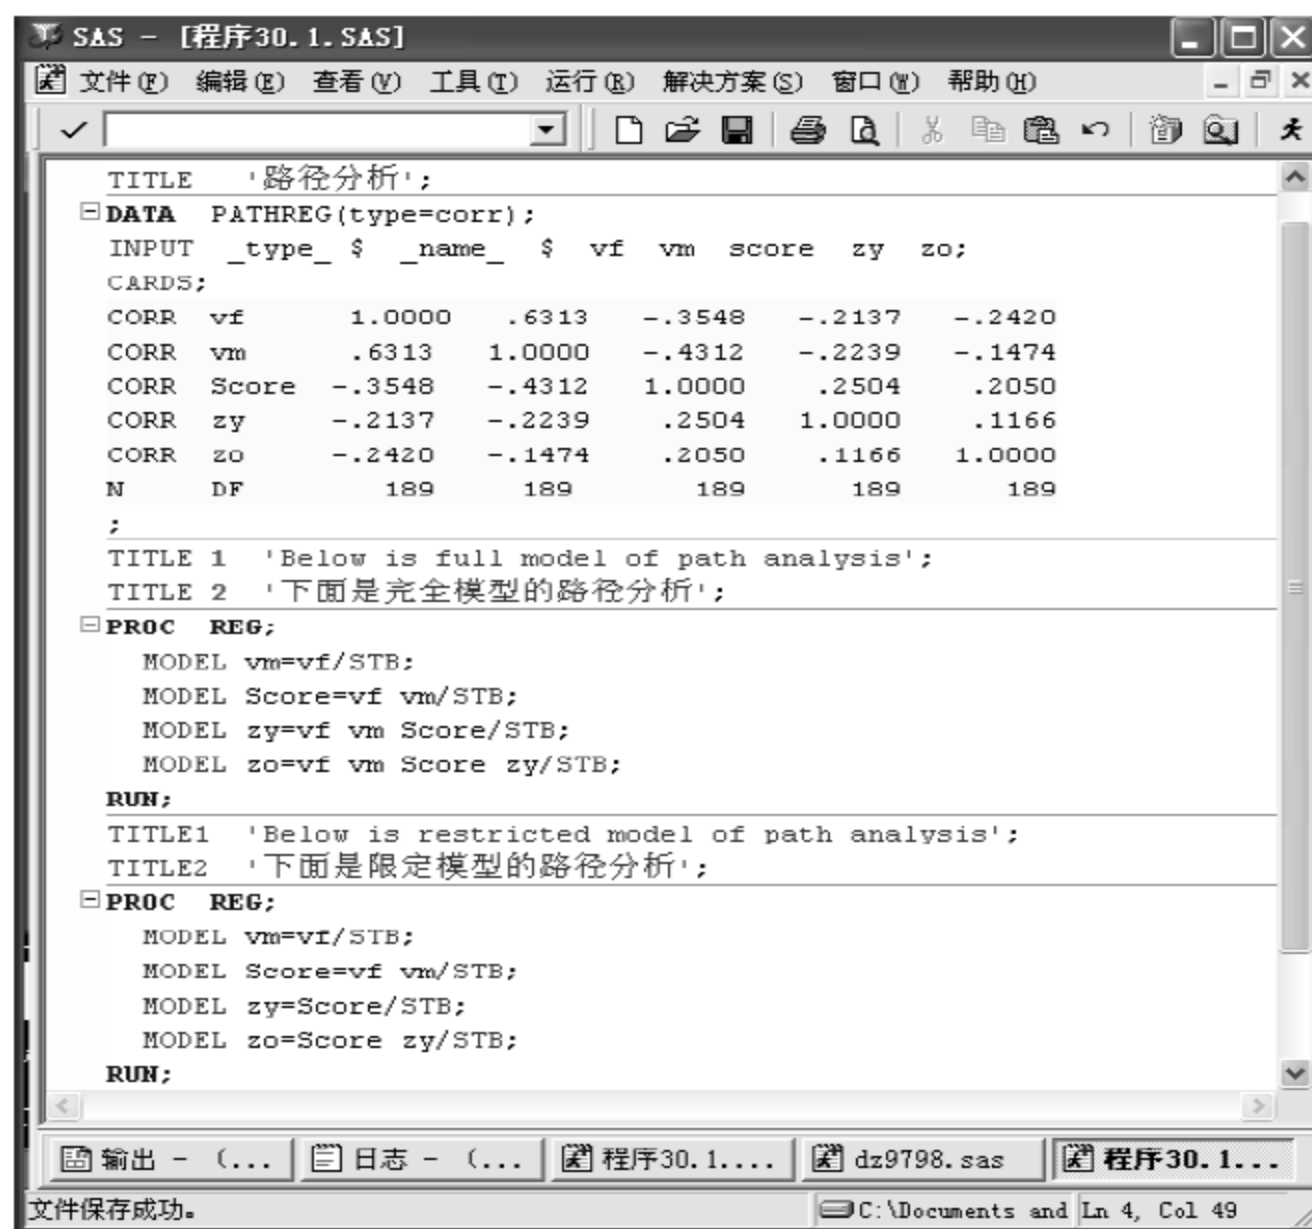 SAS - [程序30.1.SAS]
文件(F) 编辑(E) 查看(V) 工具(T) 运行(R) 解决方案(S) 窗口(W) 帮助(H)
TITLE '路径分析';
DATA PATHREG(type=corr);
INPUT _type_ $ _name_ $ vf vm score zy zo;
CARDS;
CORR vf 1.0000 .6313 -.3548 -.2137 -.2420
CORR vm .6313 1.0000 -.4312 -.2239 -.1474
CORR Score -.3548 -.4312 1.0000 .2504 .2050
CORR zy -.2137 -.2239 .2504 1.0000 .1166
CORR zo -.2420 -.1474 .2050 .1166 1.0000
N DF 189 189 189 189 189
;
TITLE 1 'Below is full model of path analysis';
TITLE 2 '下面是完全模型的路径分析';
PROC REG;
MODEL vm=vf/STB;
MODEL Score=vf vm/STB;
MODEL zy=vf vm Score/STB;
MODEL zo=vf vm Score zy/STB;
RUN;
TITLE1 'Below is restricted model of path analysis';
TITLE2 '下面是限定模型的路径分析';
PROC REG;
MODEL vm=vf/STB;
MODEL Score=vf vm/STB;
MODEL zy=Score/STB;
MODEL zo=Score zy/STB;
RUN;
输出 - (... 日志 - (... 程序30.1.... dz9798.sas 程序30.1...
文件保存成功。 C:\Documents and Ln 4, Col 49